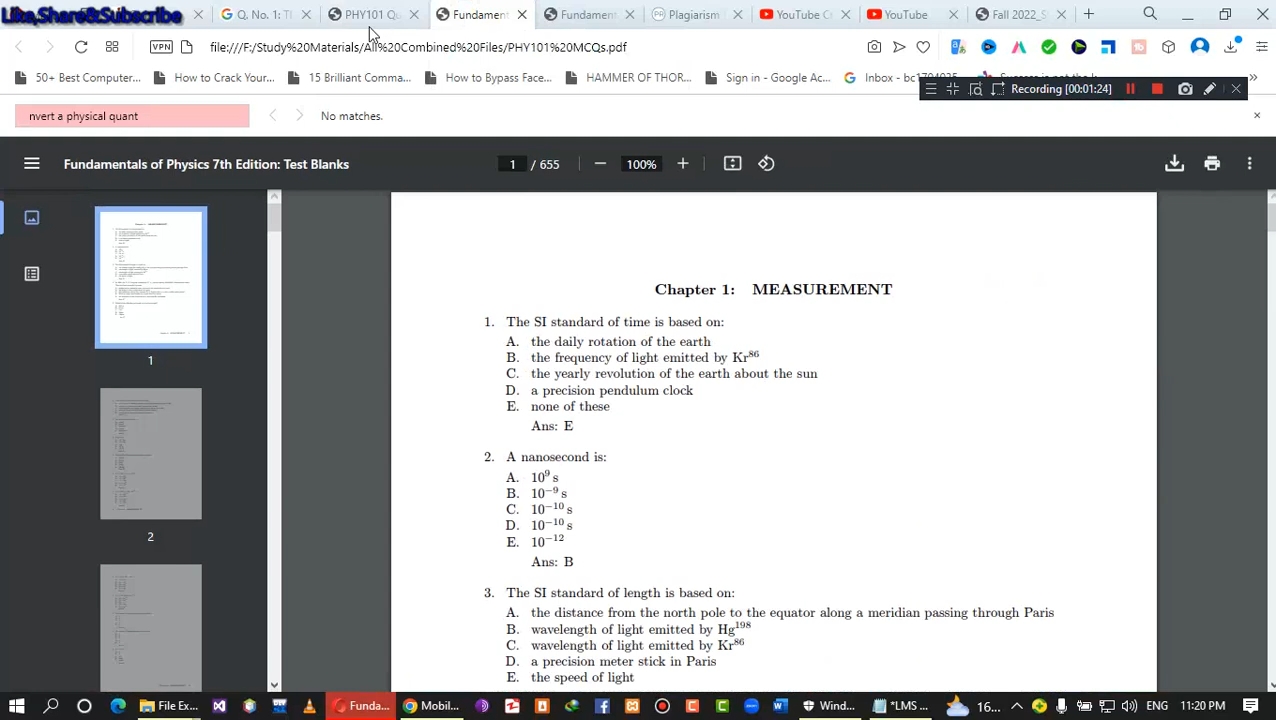 Like,Share&Subscribe
PHY101
Fundamen
Fundamental
Plagiaris
YouTube
YouTube
Fall 2022_S
VPN
file:///F:/Study%20Materials/All%20Combined%20Files/PHY101%20MCQs.pdf
50+ Best Computer...
How to Crack Your...
15 Brilliant Comma...
How to Bypass Face...
HAMMER OF THOR...
Sign in - Google Ac...
Recording [00:01:24]
nvert a physical quant
No matches.
Fundamentals of Physics 7th Edition: Test Blanks
1 / 655
100%
Chapter 1: MEASUREMENT
1. The SI standard of time is based on:
A. the daily rotation of the earth
B. the frequency of light emitted by Kr86
C. the yearly revolution of the earth about the sun
D. a precision pendulum clock
E. none of these
Ans: E
2. A nanosecond is:
A. 10⁹ s
B. 10⁻⁹ s
C. 10⁻¹⁰ s
D. 10⁻¹⁰ s
E. 10⁻¹²
Ans: B
3. The SI standard of length is based on:
A. the distance from the north pole to the equator along a meridian passing through Paris
B. wavelength of light emitted by Hg198
C. wavelength of light emitted by Kr86
D. a precision meter stick in Paris
E. the speed of light
1
2
File Ex
Funda...
Mobil...
Wind...
*LMS ...
16...
ENG
11:20 PM